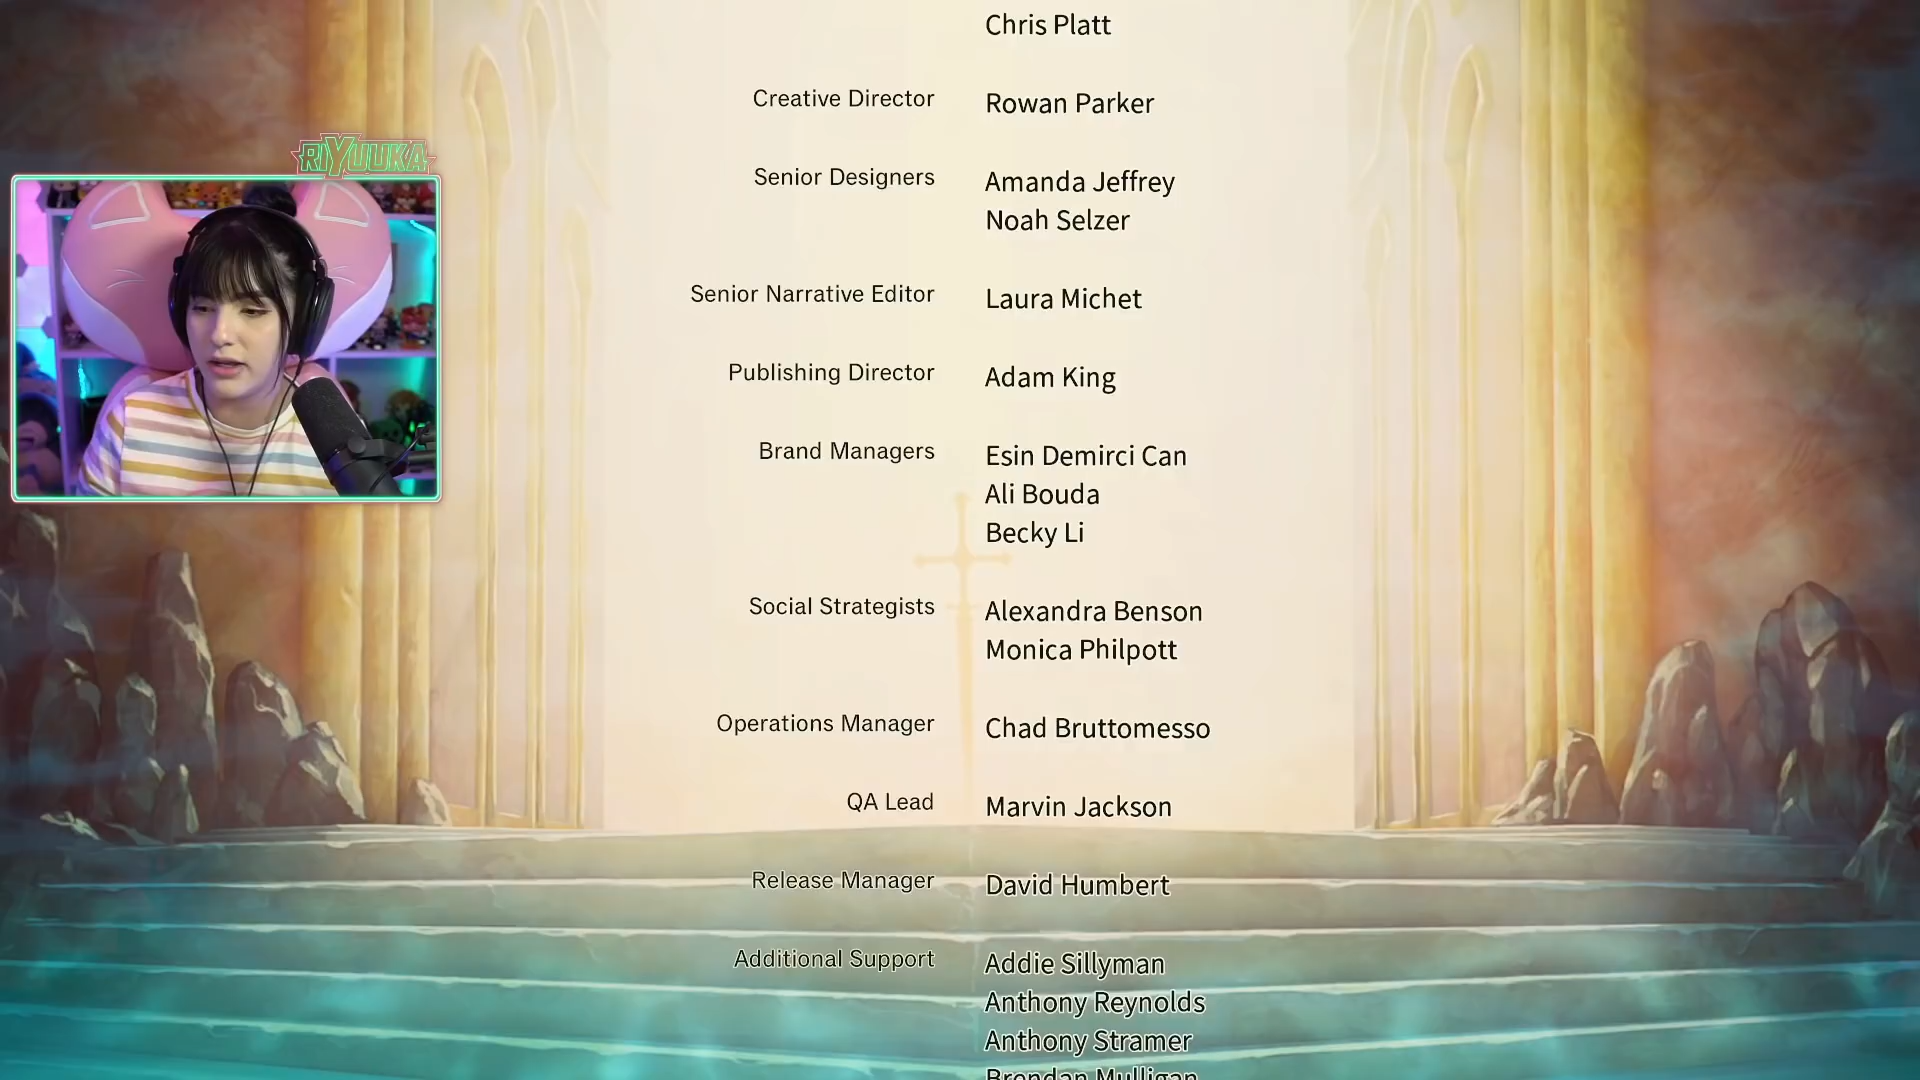 Chris Platt
Creative Director Rowan Parker
Senior Designers Amanda Jeffrey
Noah Selzer
RIYUUKA
Senior Narrative Editor Laura Michet
Publishing Director Adam King
Brand Managers Esin Demirci Can
Ali Bouda
Becky Li
Social Strategists Alexandra Benson
Monica Philpott
Operations Manager Chad Bruttomesso
QA Lead Marvin Jackson
Release Manager David Humbert
Additional Support Addie Sillyman
Anthony Reynolds
Anthony Stramer
Brendan Mulligan